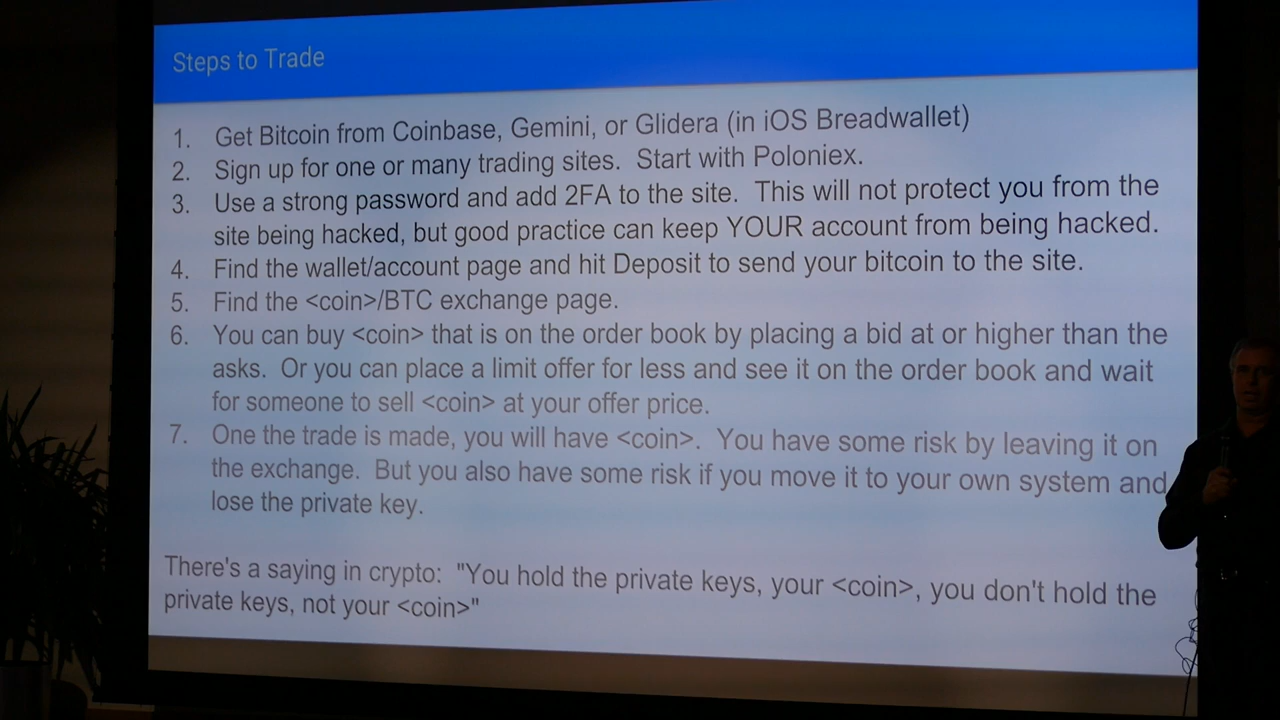 Steps to Trade
1. Get Bitcoin from Coinbase, Gemini, or Glidera (in iOS Breadwallet)
2. Sign up for one or many trading sites. Start with Poloniex.
3. Use a strong password and add 2FA to the site. This will not protect you from the
site being hacked, but good practice can keep YOUR account from being hacked.
4. Find the wallet/account page and hit Deposit to send your bitcoin to the site.
5. Find the <coin>/BTC exchange page.
6. You can buy <coin> that is on the order book by placing a bid at or higher than the
asks. Or you can place a limit offer for less and see it on the order book and wait
for someone to sell <coin> at your offer price.
7. One the trade is made, you will have <coin>. You have some risk by leaving it on
the exchange. But you also have some risk if you move it to your own system and
lose the private key.
There's a saying in crypto: "You hold the private keys, your <coin>, you don't hold the
private keys, not your <coin>"